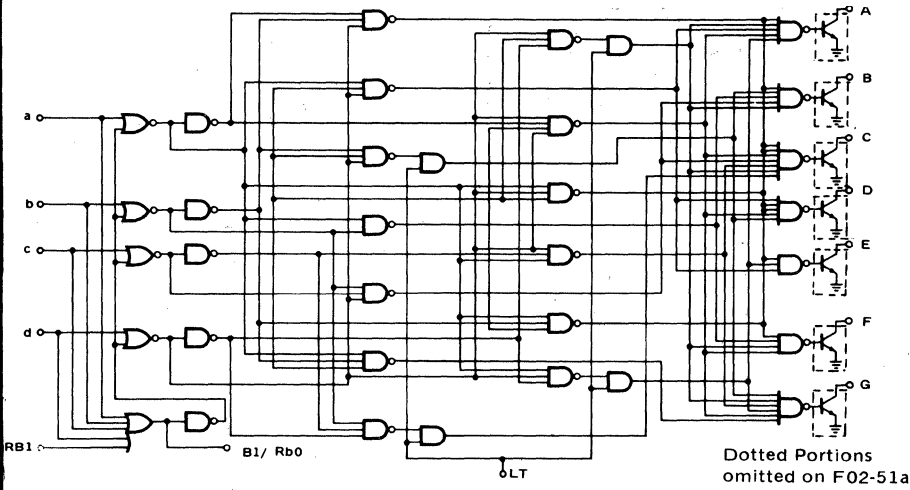 A
B
a
C
b
D
c
E
d
F
G
RB1
B1/ Rb0
LT
Dotted Portions
omitted on F02-51a